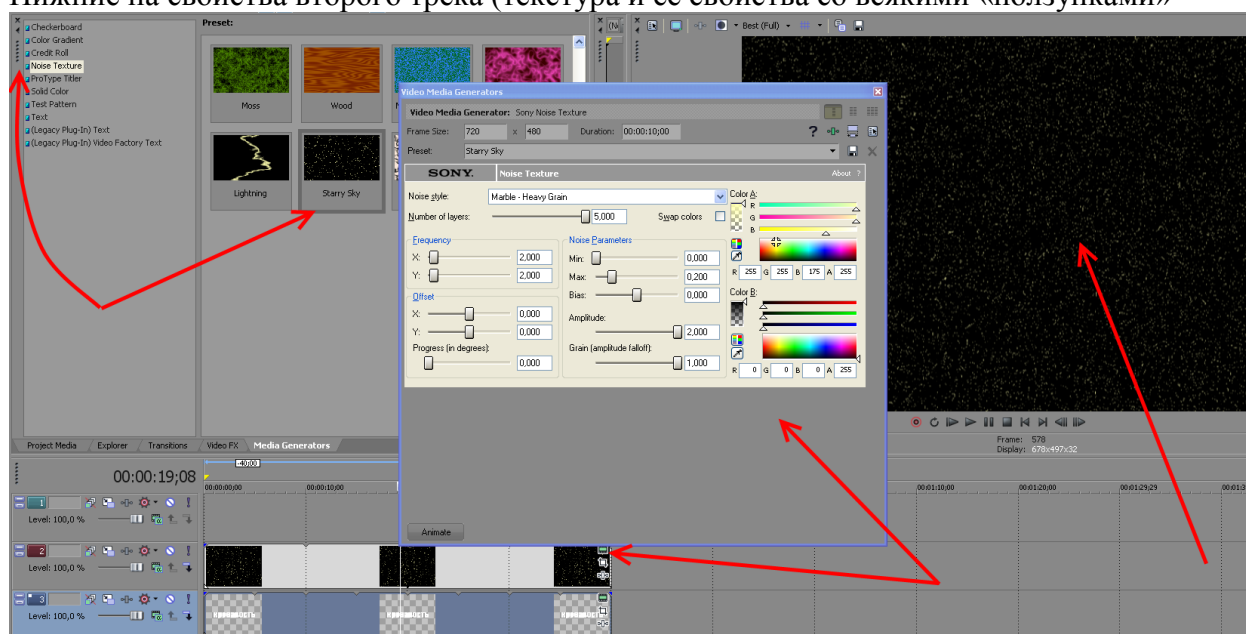 Нижние на свойства второго трека (текстура и ее свойства со всякими «ползунками»
Checkerboard
Color Gradient
Credit Roll
Noise Texture
ProType Titler
Solid Color
Test Pattern
Text
(Legacy Plug-In) Text
(Legacy Plug-In) Video Factory Text
Preset:
Moss
Wood
Lightning
Starry Sky
Best (Full)
Video Media Generators
Video Media Generator: Sony Noise Texture
Frame Size: 720 x 480 Duration: 00:00:10;00
Preset: Starry Sky
SONY. Noise Texture About ?
Noise style: Marble - Heavy Grain
Number of layers: 5,000 Swap colors
Frequency
X: 2,000
Y: 2,000
Offset
X: 0,000
Y: 0,000
Progress (in degrees):
0,000
Noise Parameters
Min: 0,000
Max: 0,200
Bias: 0,000
Amplitude:
2,000
Grain (amplitude falloff):
1,000
Color A:
R
G
B
R 255 G 255 B 175 A 255
Color B:
R 0 G 0 B 0 A 255
Animate
Project Media Explorer Transitions Video FX Media Generators
Frame: 578
Display: 678x497x32
00:00:19;08
-40;00
00:00:00;00 00:00:10;00 00:01:10;00 00:01:20;00 00:01:29;29
1
Level: 100,0 %
2
Level: 100,0 %
3
Level: 100,0 %